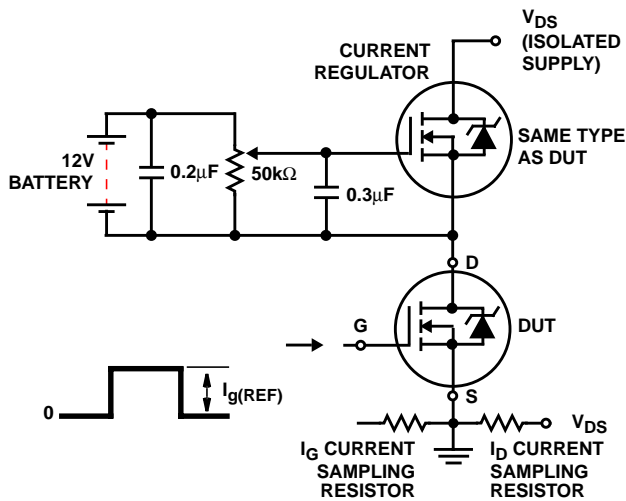 V_DS
(ISOLATED
SUPPLY)
CURRENT
REGULATOR
SAME TYPE
AS DUT
12V
BATTERY
0.2µF
50kΩ
0.3µF
D
G
DUT
I_g(REF)
0
S
V_DS
I_G CURRENT
SAMPLING
RESISTOR
I_D CURRENT
SAMPLING
RESISTOR